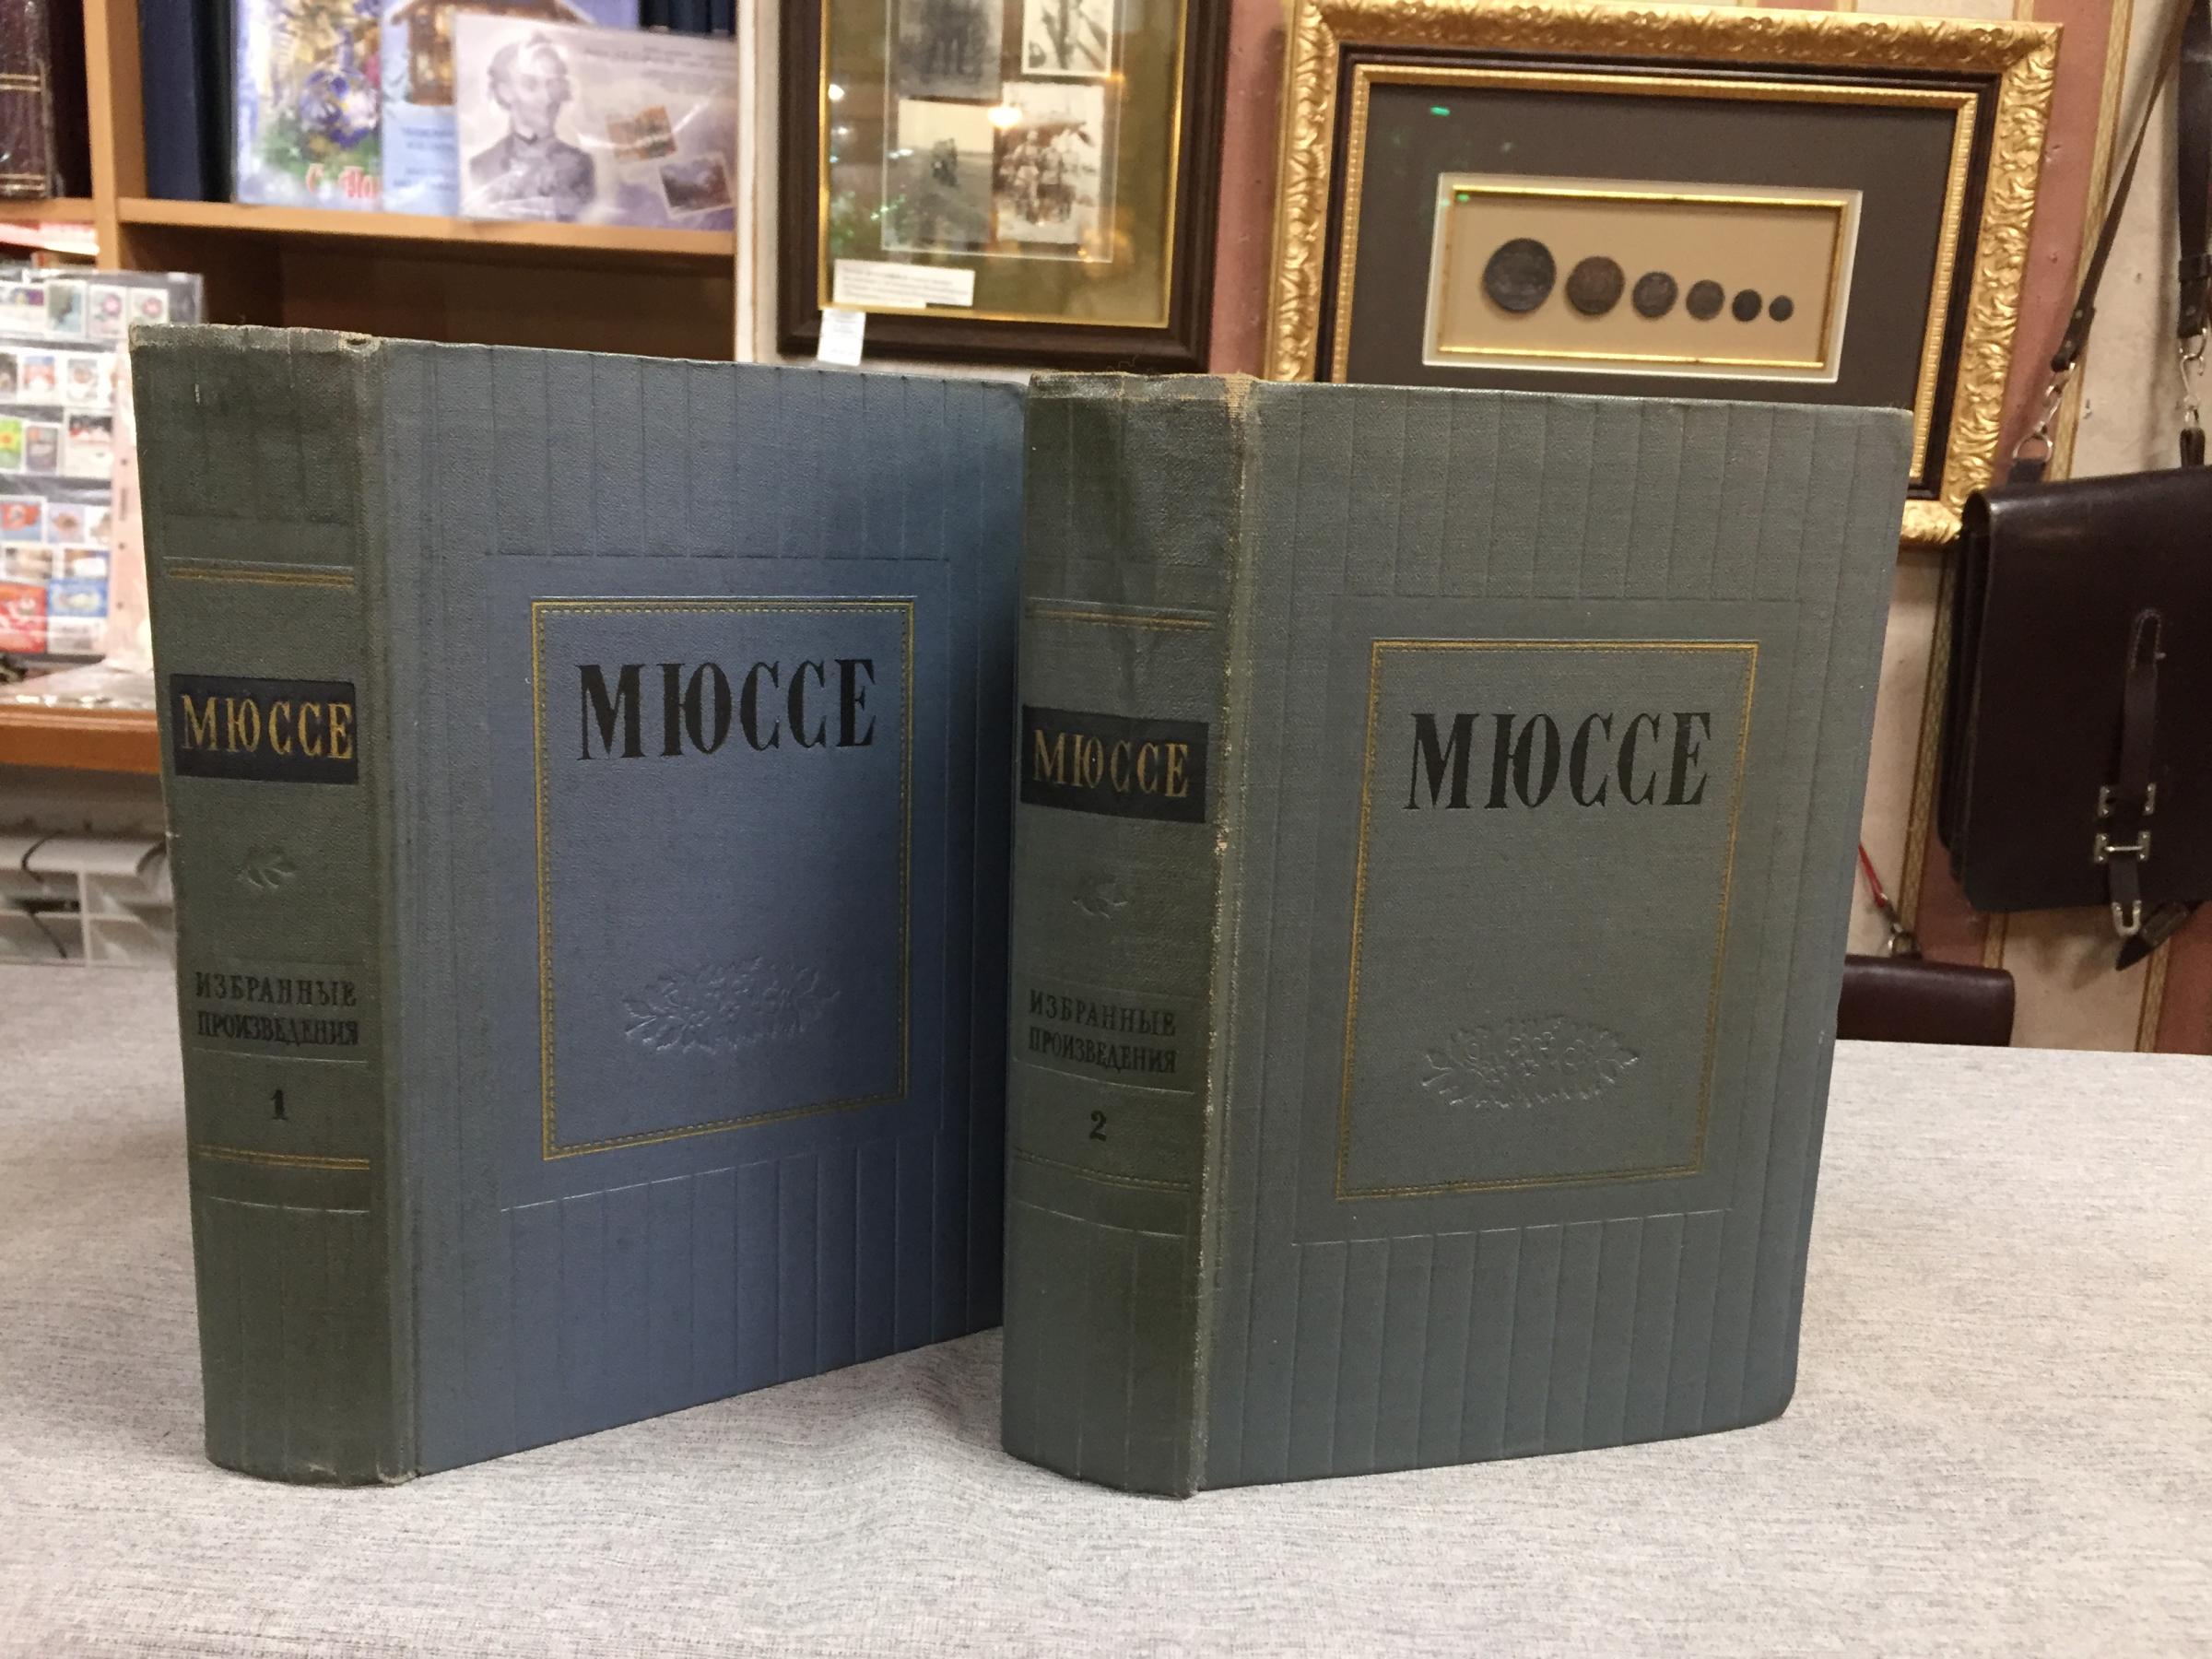 МЮССЕ
ИЗБРАННЫЕ
ПРОИЗВЕДЕНИЯ
1
МЮССЕ
МЮССЕ
ИЗБРАННЫЕ
ПРОИЗВЕДЕНИЯ
2
МЮССЕ